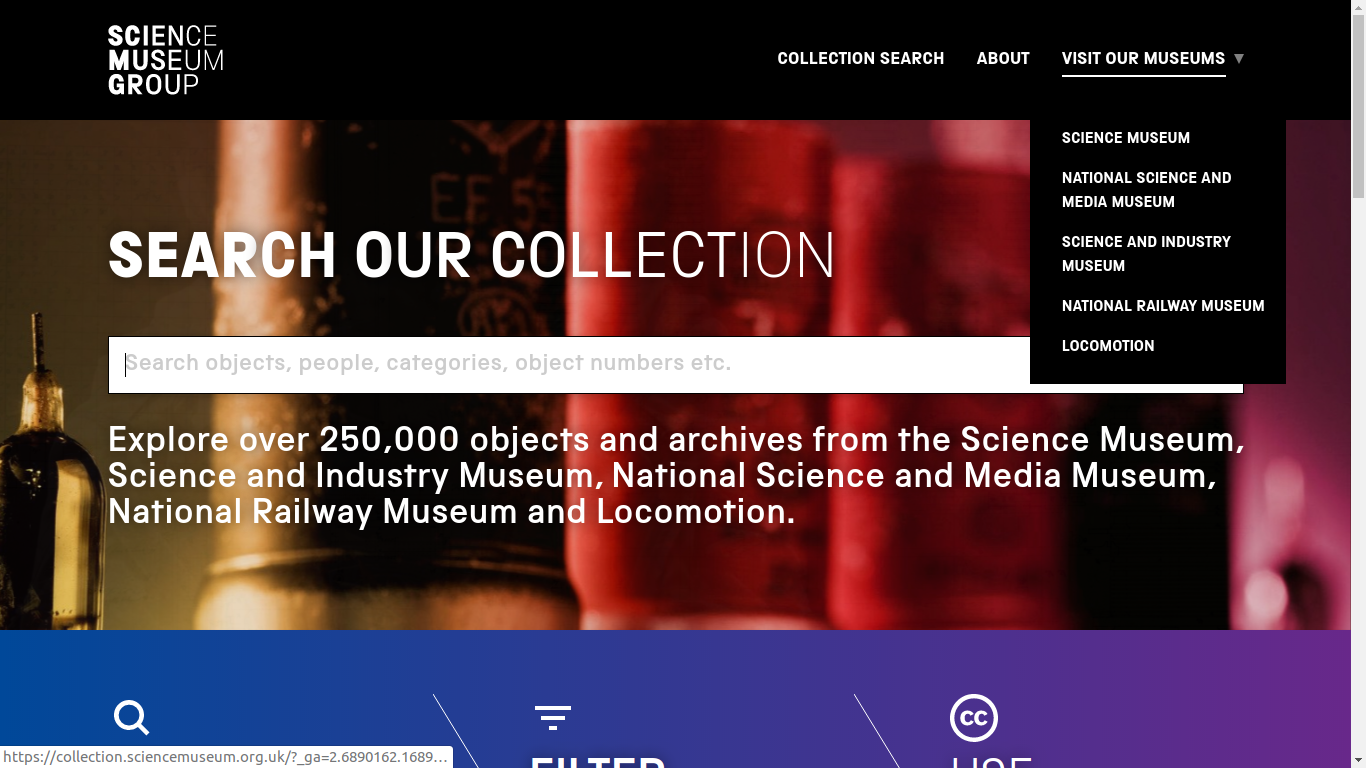 SCIENCE
MUSEUM
GROUP
COLLECTION SEARCH
ABOUT
VISIT OUR MUSEUMS
SCIENCE MUSEUM
NATIONAL SCIENCE AND
MEDIA MUSEUM
SCIENCE AND INDUSTRY
MUSEUM
NATIONAL RAILWAY MUSEUM
LOCOMOTION
EF 5
SEARCH OUR COLLECTION
Search objects, people, categories, object numbers etc.
Explore over 250,000 objects and archives from the Science Museum,
Science and Industry Museum, National Science and Media Museum,
National Railway Museum and Locomotion.
cc
FILTER
USE
https://collection.sciencemuseum.org.uk/?_ga=2.6890162.1689…